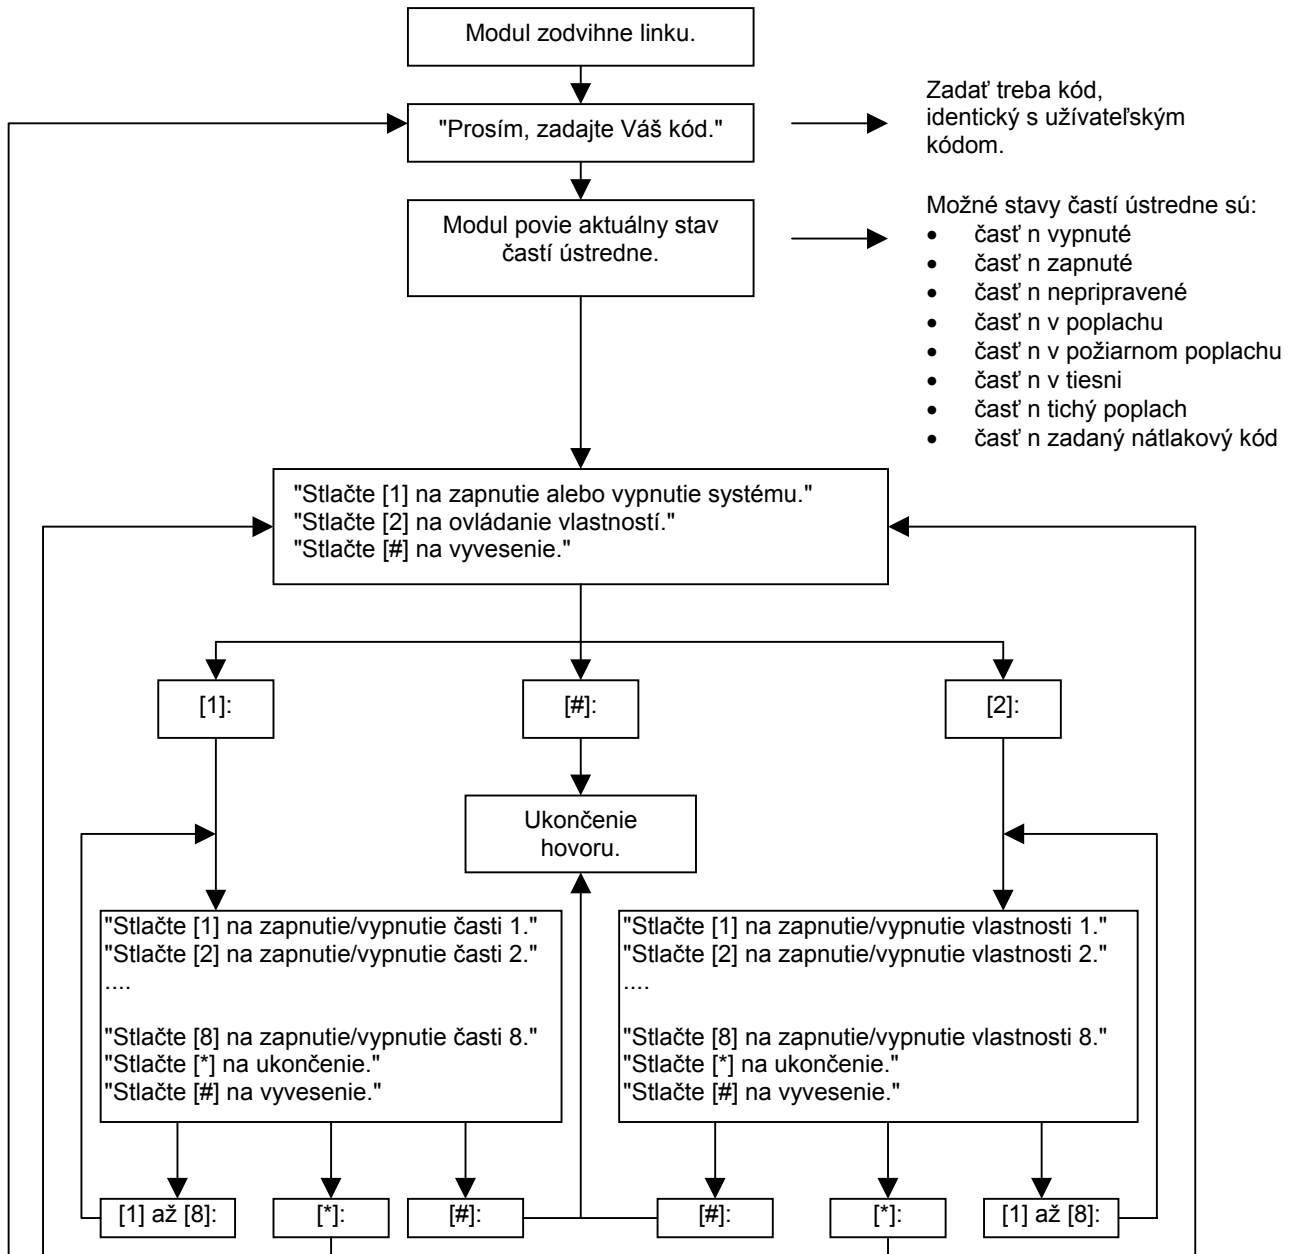 Modul zodvihne linku.
"Prosím, zadajte Váš kód."
Zadať treba kód,
identický s užívateľským
kódom.
Modul povie aktuálny stav
častí ústredne.
Možné stavy častí ústredne sú:
• časť n vypnuté
• časť n zapnuté
• časť n nepripravené
• časť n v poplachu
• časť n v požiarnom poplachu
• časť n v tiesni
• časť n tichý poplach
• časť n zadaný nátlakový kód
"Stlačte [1] na zapnutie alebo vypnutie systému."
"Stlačte [2] na ovládanie vlastností."
"Stlačte [#] na vyvesenie."
[1]:
[#]:
[2]:
Ukončenie
hovoru.
"Stlačte [1] na zapnutie/vypnutie časti 1."
"Stlačte [2] na zapnutie/vypnutie časti 2."
....
"Stlačte [8] na zapnutie/vypnutie časti 8."
"Stlačte [*] na ukončenie."
"Stlačte [#] na vyvesenie."
"Stlačte [1] na zapnutie/vypnutie vlastnosti 1."
"Stlačte [2] na zapnutie/vypnutie vlastnosti 2."
....
"Stlačte [8] na zapnutie/vypnutie vlastnosti 8."
"Stlačte [*] na ukončenie."
"Stlačte [#] na vyvesenie."
[1] až [8]:
[*]:
[#]:
[#]:
[*]:
[1] až [8]: